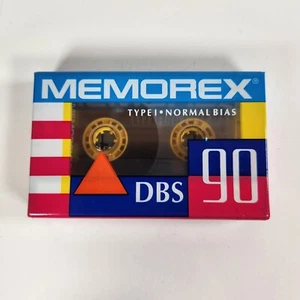 MEMOREX®
TYPE I • NORMAL BIAS
DBS 90